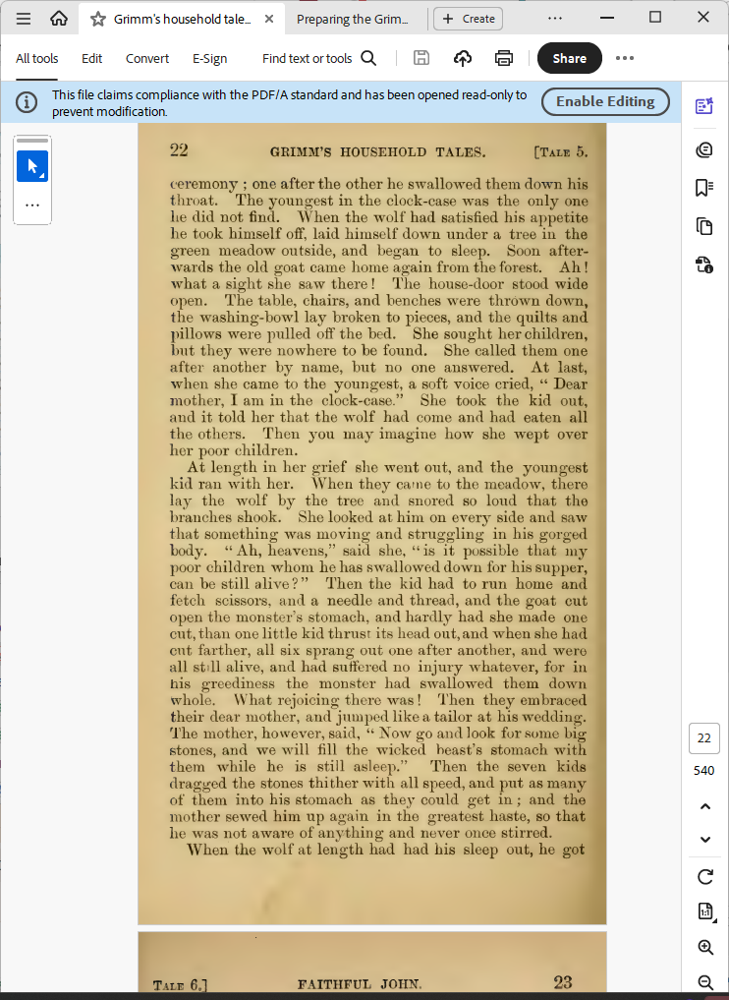 Grimm's household tale...
Preparing the Grim...
+ Create
All tools Edit Convert E-Sign Find text or tools Share
This file claims compliance with the PDF/A standard and has been opened read-only to
prevent modification.
Enable Editing
22 GRIMM'S HOUSEHOLD TALES. [TALE 5.
ceremony ; one after the other he swallowed them down his
throat. The youngest in the clock-case was the only one
he did not find. When the wolf had satisfied his appetite
he took himself off, laid himself down under a tree in the
green meadow outside, and began to sleep. Soon after-
wards the old goat came home again from the forest. Ah!
what a sight she saw there! The house-door stood wide
open. The table, chairs, and benches were thrown down,
the washing-bowl lay broken to pieces, and the quilts and
pillows were pulled off the bed. She sought her children,
but they were nowhere to be found. She called them one
after another by name, but no one answered. At last,
when she came to the youngest, a soft voice cried, “ Dear
mother, I am in the clock-case.” She took the kid out,
and it told her that the wolf had come and had eaten all
the others. Then you may imagine how she wept over
her poor children.
At length in her grief she went out, and the youngest
kid ran with her. When they came to the meadow, there
lay the wolf by the tree and snored so loud that the
branches shook. She looked at him on every side and saw
that something was moving and struggling in his gorged
body. “ Ah, heavens,” said she, “ is it possible that my
poor children whom he has swallowed down for his supper,
can be still alive?” Then the kid had to run home and
fetch scissors, and a needle and thread, and the goat cut
open the monster's stomach, and hardly had she made one
cut, than one little kid thrust its head out, and when she had
cut farther, all six sprang out one after another, and were
all still alive, and had suffered no injury whatever, for in
his greediness the monster had swallowed them down
whole. What rejoicing there was! Then they embraced
their dear mother, and jumped like a tailor at his wedding.
The mother, however, said, “ Now go and look for some big
stones, and we will fill the wicked beast's stomach with
them while he is still asleep.” Then the seven kids
dragged the stones thither with all speed, and put as many
of them into his stomach as they could get in ; and the
mother sewed him up again in the greatest haste, so that
he was not aware of anything and never once stirred.
When the wolf at length had had his sleep out, he got
22
540
TALE 6.] FAITHFUL JOHN. 23